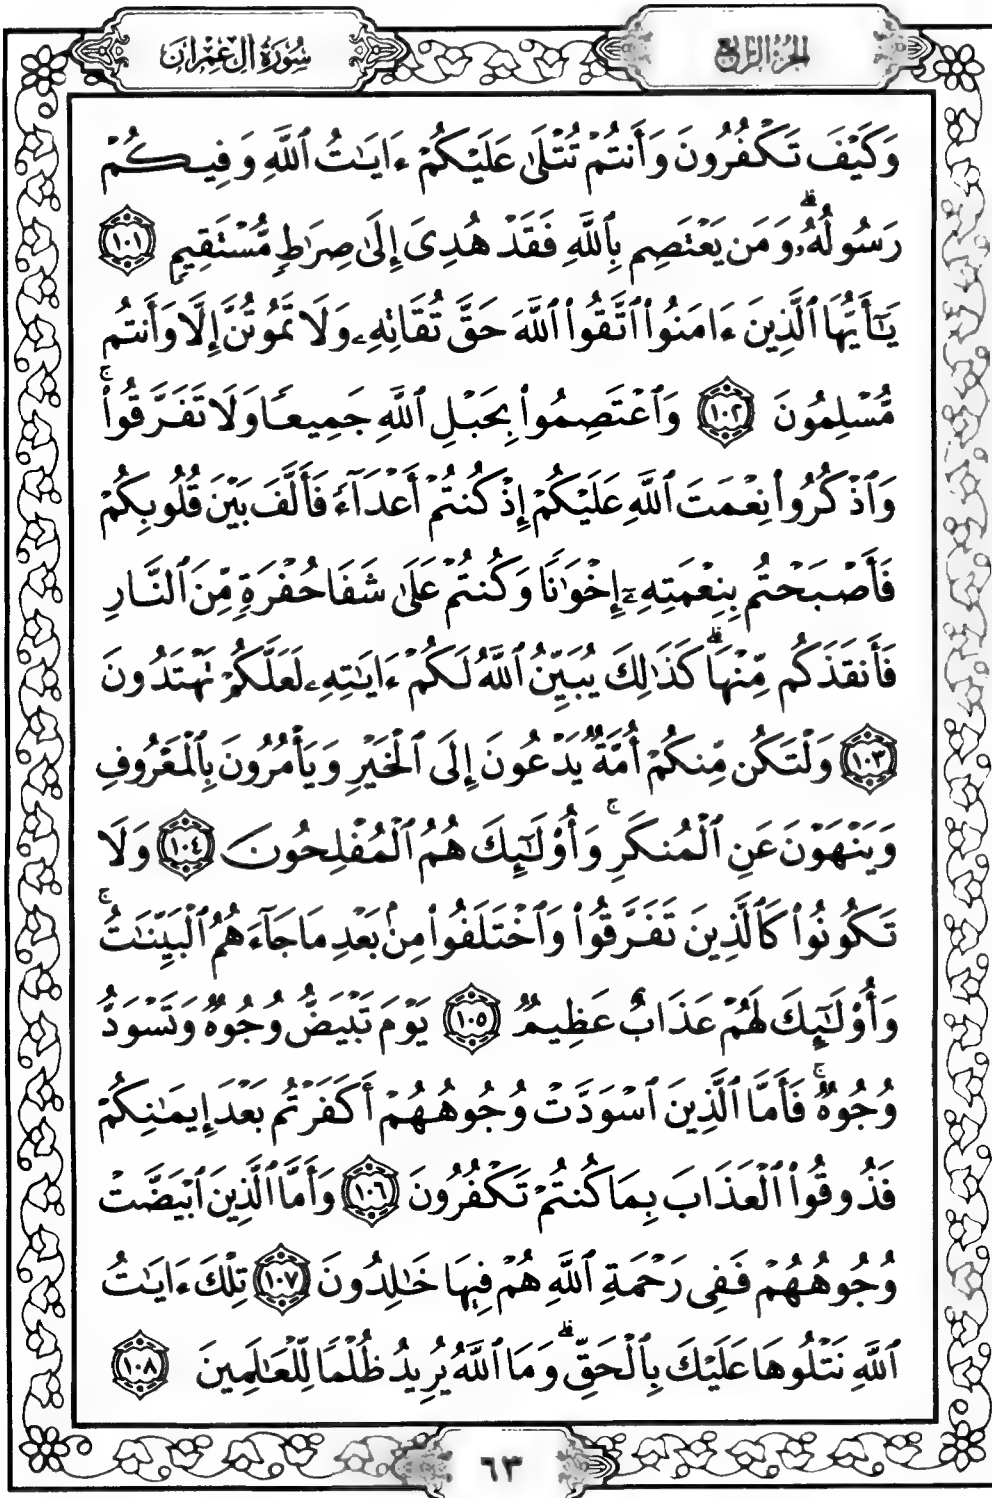 الجزء الرابع
سورة آل عمران
وَكَيْفَ تَكْفُرُونَ وَأَنتُمْ تُتْلَىٰ عَلَيْكُمْ ءَايَـٰتُ ٱللَّهِ وَفِيكُمْ
رَسُولُهُۥ ۗ وَمَن يَعْتَصِم بِٱللَّهِ فَقَدْ هُدِىَ إِلَىٰ صِرَٰطٍ مُّسْتَقِيمٍ ١٠١
يَـٰٓأَيُّهَا ٱلَّذِينَ ءَامَنُوا۟ ٱتَّقُوا۟ ٱللَّهَ حَقَّ تُقَاتِهِۦ وَلَا تَمُوتُنَّ إِلَّا وَأَنتُم
مُّسْلِمُونَ ١٠٢ وَٱعْتَصِمُوا۟ بِحَبْلِ ٱللَّهِ جَمِيعًا وَلَا تَفَرَّقُوا۟ ۚ
وَٱذْكُرُوا۟ نِعْمَتَ ٱللَّهِ عَلَيْكُمْ إِذْ كُنتُمْ أَعْدَآءً فَأَلَّفَ بَيْنَ قُلُوبِكُمْ
فَأَصْبَحْتُم بِنِعْمَتِهِۦٓ إِخْوَٰنًا وَكُنتُمْ عَلَىٰ شَفَا حُفْرَةٍ مِّنَ ٱلنَّارِ
فَأَنقَذَكُم مِّنْهَا ۗ كَذَٰلِكَ يُبَيِّنُ ٱللَّهُ لَكُمْ ءَايَـٰتِهِۦ لَعَلَّكُمْ تَهْتَدُونَ
١٠٣ وَلْتَكُن مِّنكُمْ أُمَّةٌ يَدْعُونَ إِلَى ٱلْخَيْرِ وَيَأْمُرُونَ بِٱلْمَعْرُوفِ
وَيَنْهَوْنَ عَنِ ٱلْمُنكَرِ ۚ وَأُو۟لَـٰٓئِكَ هُمُ ٱلْمُفْلِحُونَ ١٠٤ وَلَا
تَكُونُوا۟ كَٱلَّذِينَ تَفَرَّقُوا۟ وَٱخْتَلَفُوا۟ مِنۢ بَعْدِ مَا جَآءَهُمُ ٱلْبَيِّنَـٰتُ ۚ
وَأُو۟لَـٰٓئِكَ لَهُمْ عَذَابٌ عَظِيمٌ ١٠٥ يَوْمَ تَبْيَضُّ وُجُوهٌ وَتَسْوَدُّ
وُجُوهٌ ۚ فَأَمَّا ٱلَّذِينَ ٱسْوَدَّتْ وُجُوهُهُمْ أَكَفَرْتُم بَعْدَ إِيمَـٰنِكُمْ
فَذُوقُوا۟ ٱلْعَذَابَ بِمَا كُنتُمْ تَكْفُرُونَ ١٠٦ وَأَمَّا ٱلَّذِينَ ٱبْيَضَّتْ
وُجُوهُهُمْ فَفِى رَحْمَةِ ٱللَّهِ هُمْ فِيهَا خَـٰلِدُونَ ١٠٧ تِلْكَ ءَايَـٰتُ
ٱللَّهِ نَتْلُوهَا عَلَيْكَ بِٱلْحَقِّ ۗ وَمَا ٱللَّهُ يُرِيدُ ظُلْمًا لِّلْعَـٰلَمِينَ ١٠٨
٦٣